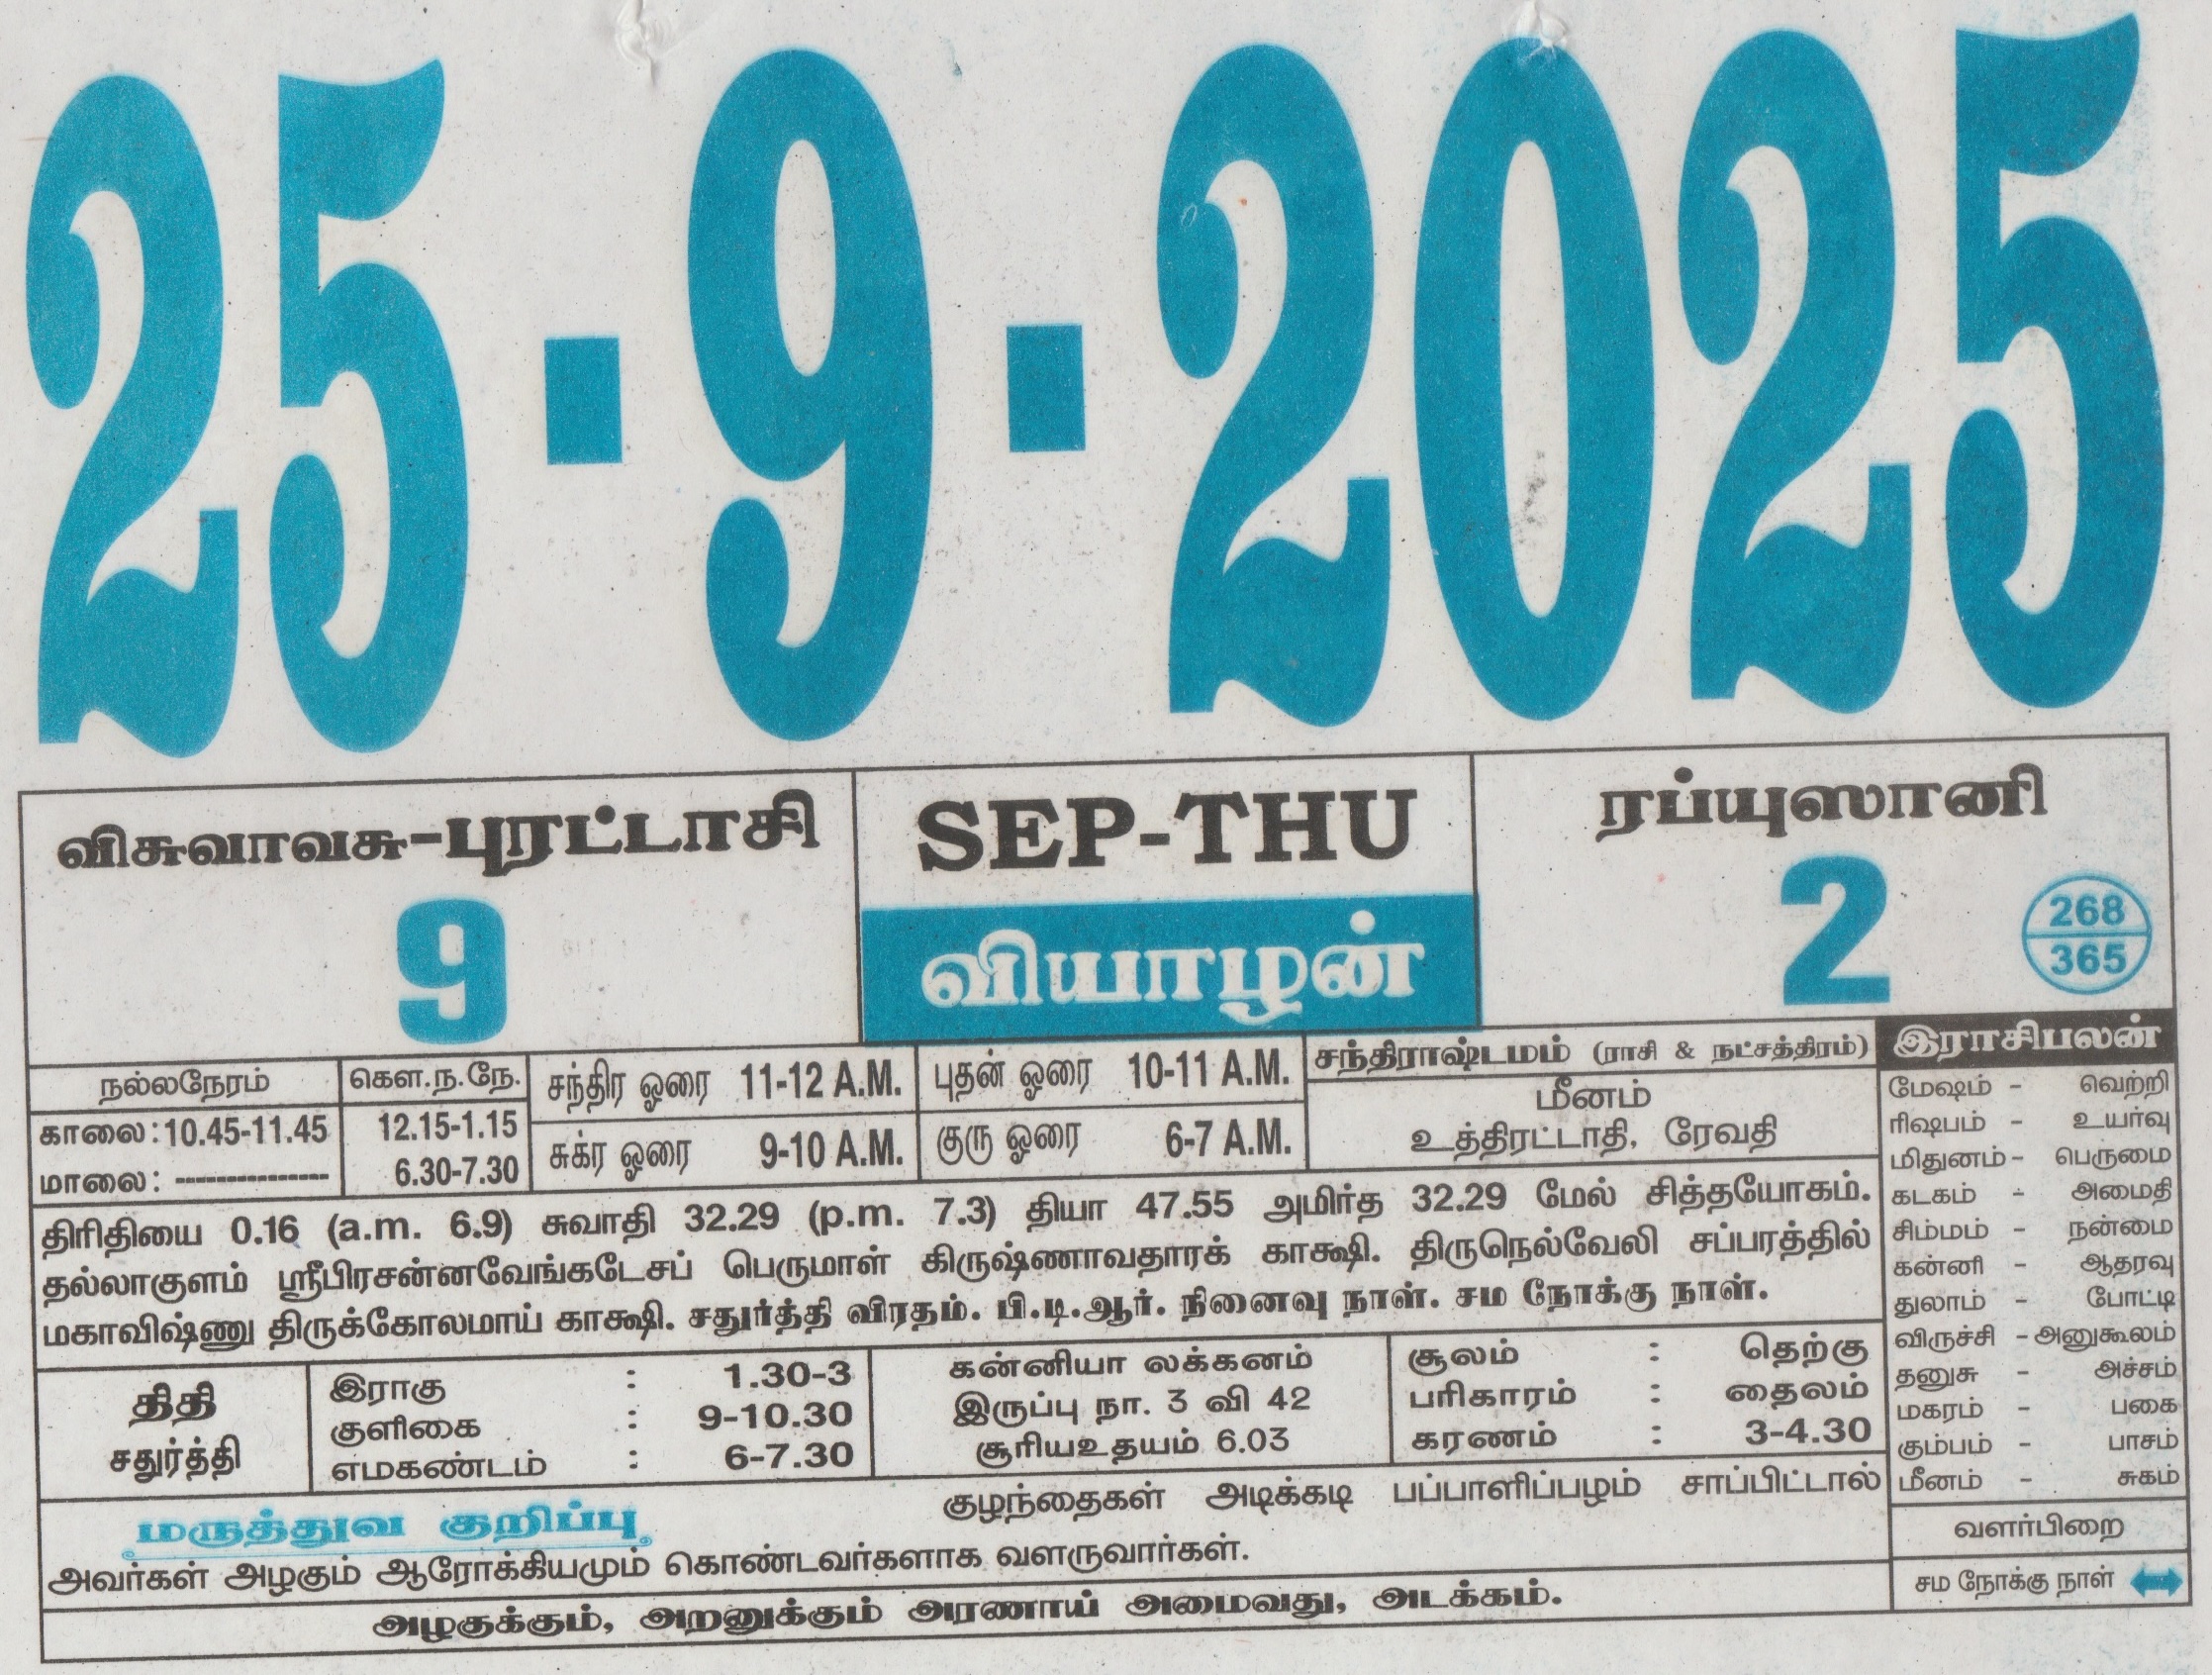 25-9-2025
விசுவாவசு-புரட்டாசி
9
SEP-THU
வியாழன்
ரப்யுஸானி
2
268
365
நல்லநேரம்
காலை: 10.45-11.45
மாலை: ---------------
கௌ.ந.நே.
12.15-1.15
6.30-7.30
சந்திர ஓரை 11-12 A.M.
சுக்ர ஓரை 9-10 A.M.
புதன் ஓரை 10-11 A.M.
குரு ஓரை 6-7 A.M.
சந்திராஷ்டமம் (ராசி & நட்சத்திரம்)
மீனம்
உத்திரட்டாதி, ரேவதி
திரிதியை 0.16 (a.m. 6.9) சுவாதி 32.29 (p.m. 7.3) தியா 47.55 அமிர்த 32.29 மேல் சித்தயோகம்.
தல்லாகுளம் ஸ்ரீபிரசன்னவேங்கடேசப் பெருமாள் கிருஷ்ணாவதாரக் காக்ஷி. திருநெல்வேலி சப்பரத்தில்
மகாவிஷ்ணு திருக்கோலமாய் காக்ஷி. சதுர்த்தி விரதம். பி.டி.ஆர். நினைவு நாள். சம நோக்கு நாள்.
திதி
சதுர்த்தி
இராகு : 1.30-3
குளிகை : 9-10.30
எமகண்டம் : 6-7.30
கன்னியா லக்கனம்
இருப்பு நா. 3 வி 42
சூரியஉதயம் 6.03
சூலம் : தெற்கு
பரிகாரம் : தைலம்
கரணம் : 3-4.30
இராசிபலன்
மேஷம் - வெற்றி
ரிஷபம் - உயர்வு
மிதுனம் - பெருமை
கடகம் - அமைதி
சிம்மம் - நன்மை
கன்னி - ஆதரவு
துலாம் - போட்டி
விருச்சி - அனுகூலம்
தனுசு - அச்சம்
மகரம் - பகை
கும்பம் - பாசம்
மீனம் - சுகம்
வளர்பிறை
சம நோக்கு நாள்
மருத்துவ குறிப்பு
குழந்தைகள் அடிக்கடி பப்பாளிப்பழம் சாப்பிட்டால்
அவர்கள் அழகும் ஆரோக்கியமும் கொண்டவர்களாக வளருவார்கள்.
அழகுக்கும், அறனுக்கும் அரணாய் அமைவது, அடக்கம்.